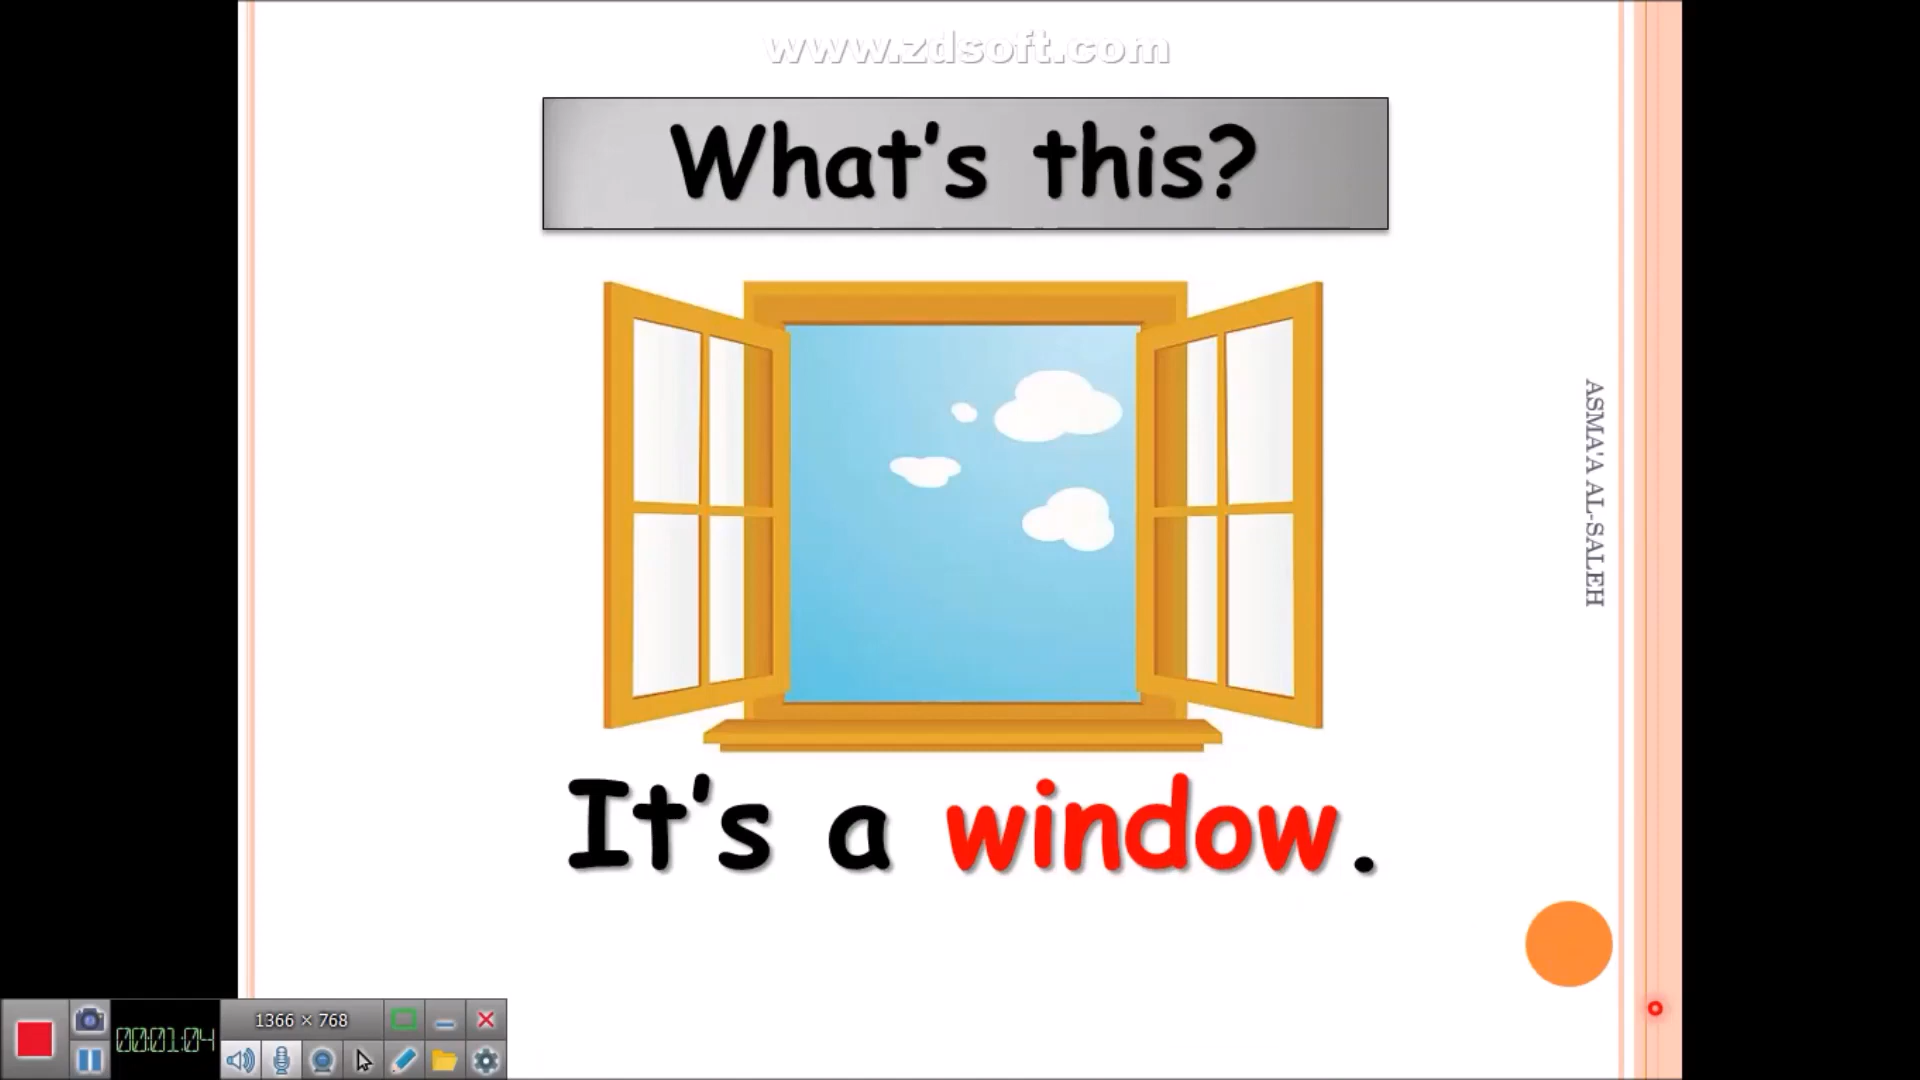 www.zdsoft.com
What's this?
ASMA'A AL-SALEH
It's a window.
00:01:04
1366 × 768